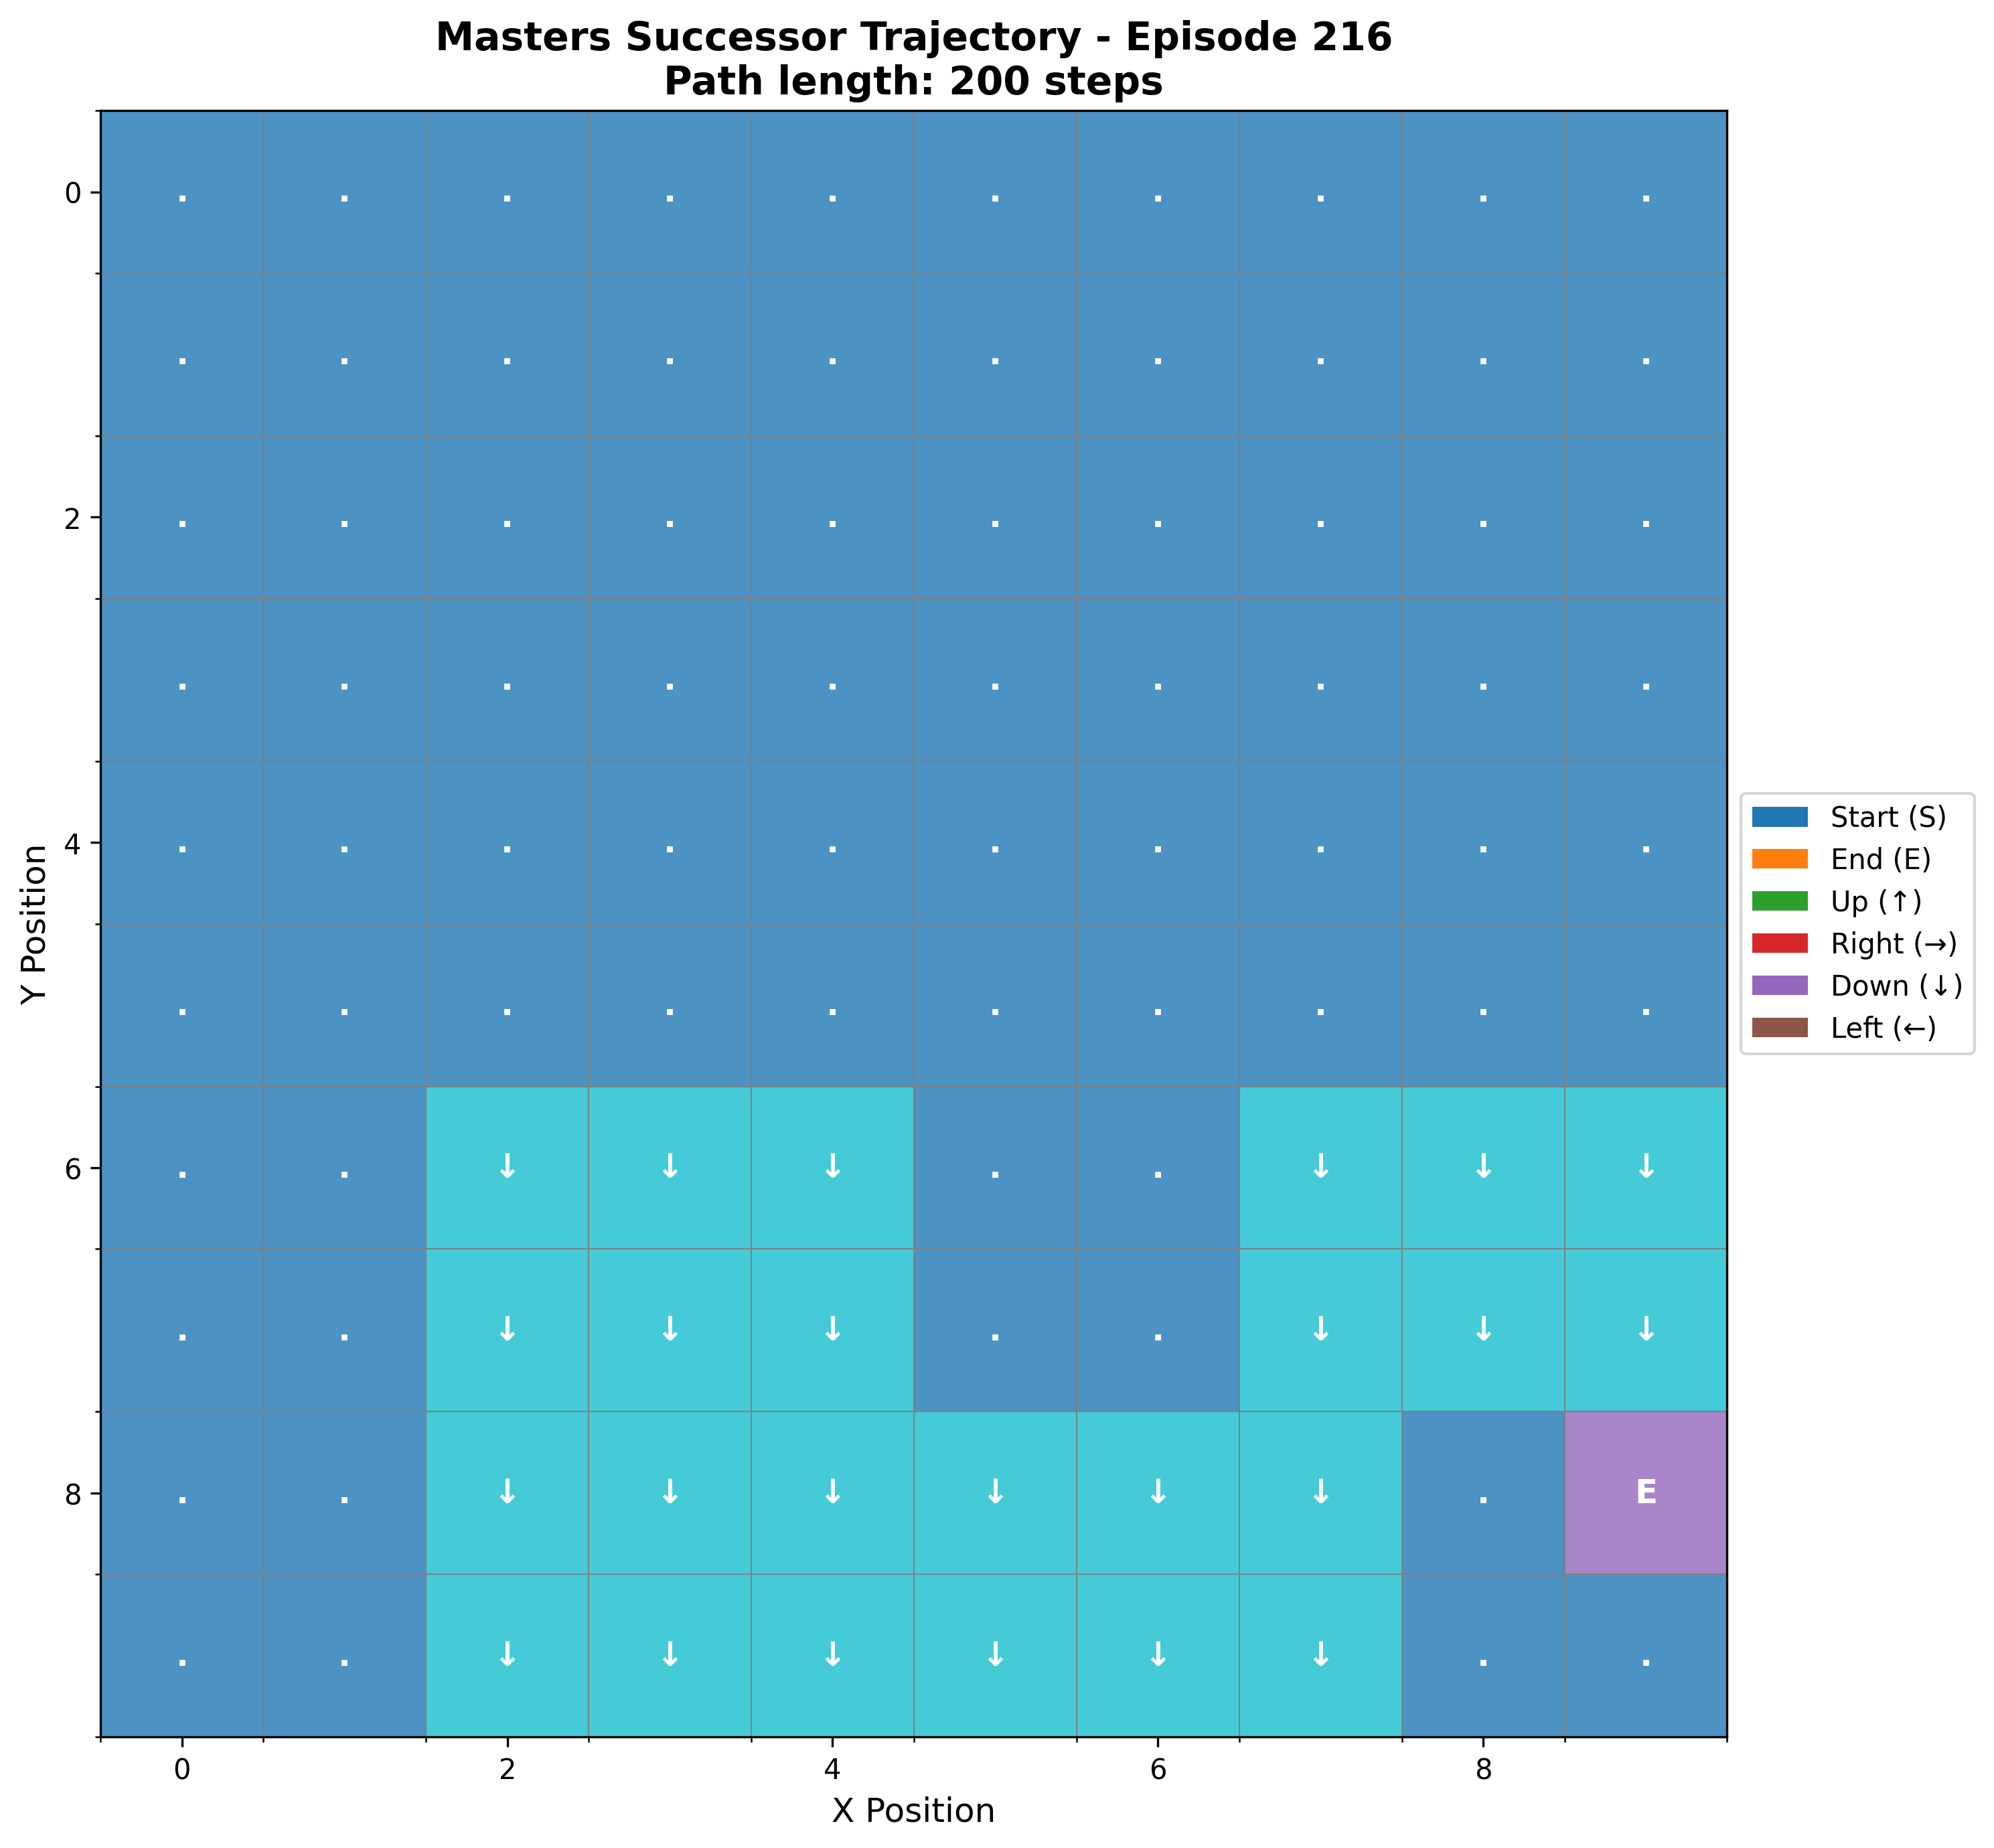 Masters Successor Trajectory - Episode 216
Path length: 200 steps
0
. . . . . . . . . .
. . . . . . . . . .
2
. . . . . . . . . .
. . . . . . . . . .
4
. . . . . . . . . .
. . . . . . . . . .
6
. . ↓ ↓ ↓ . . ↓ ↓ ↓
. . ↓ ↓ ↓ . . ↓ ↓ ↓
8
. . ↓ ↓ ↓ ↓ ↓ ↓ . E
. . ↓ ↓ ↓ ↓ ↓ ↓ . .
0 2 4 6 8
X Position
Y Position
Start (S)
End (E)
Up (↑)
Right (→)
Down (↓)
Left (←)